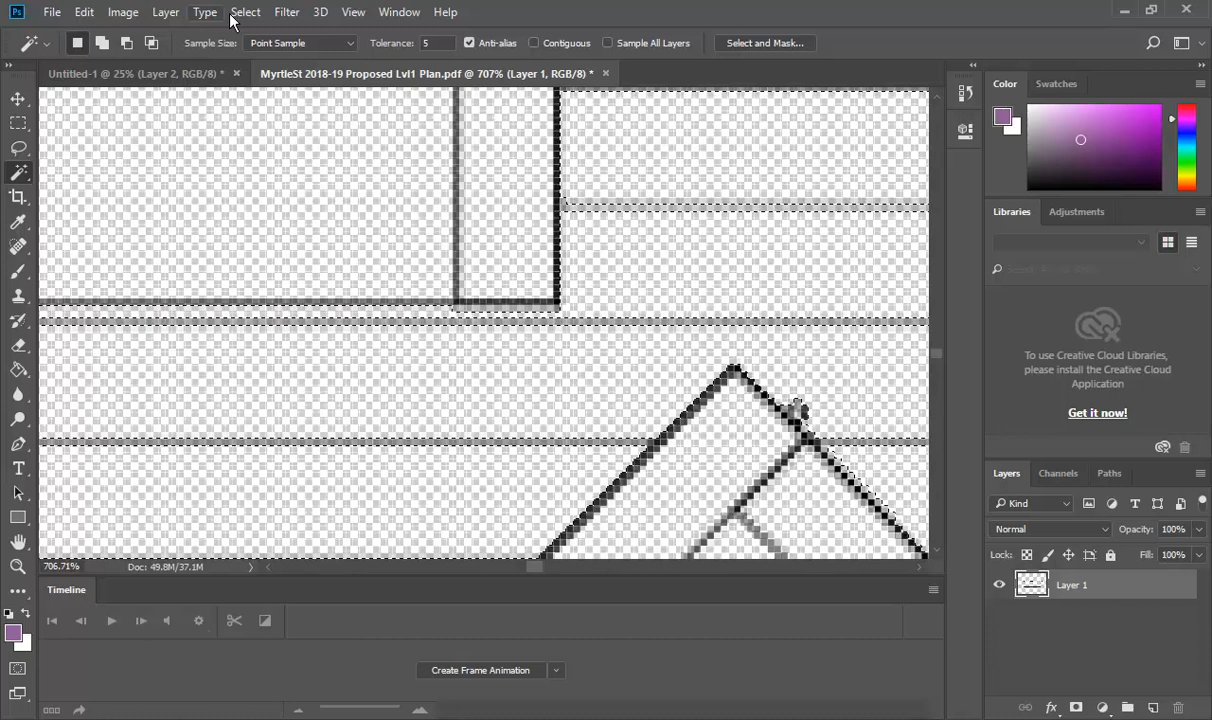 Ps File Edit Image Layer Type Select Filter 3D View Window Help
Sample Size: Point Sample Tolerance: 5 Anti-alias Contiguous Sample All Layers Select and Mask...
Untitled-1 @ 25% (Layer 2, RGB/8) * MyrtleSt 2018-19 Proposed Lvl1 Plan.pdf @ 707% (Layer 1, RGB/8) *
Color Swatches
Libraries Adjustments
To use Creative Cloud Libraries,
please install the Creative Cloud
Application
Get it now!
Layers Channels Paths
Kind
Normal Opacity: 100%
Lock: Fill: 100%
Layer 1
706.71% Doc: 49.8M/37.1M
Timeline
Create Frame Animation